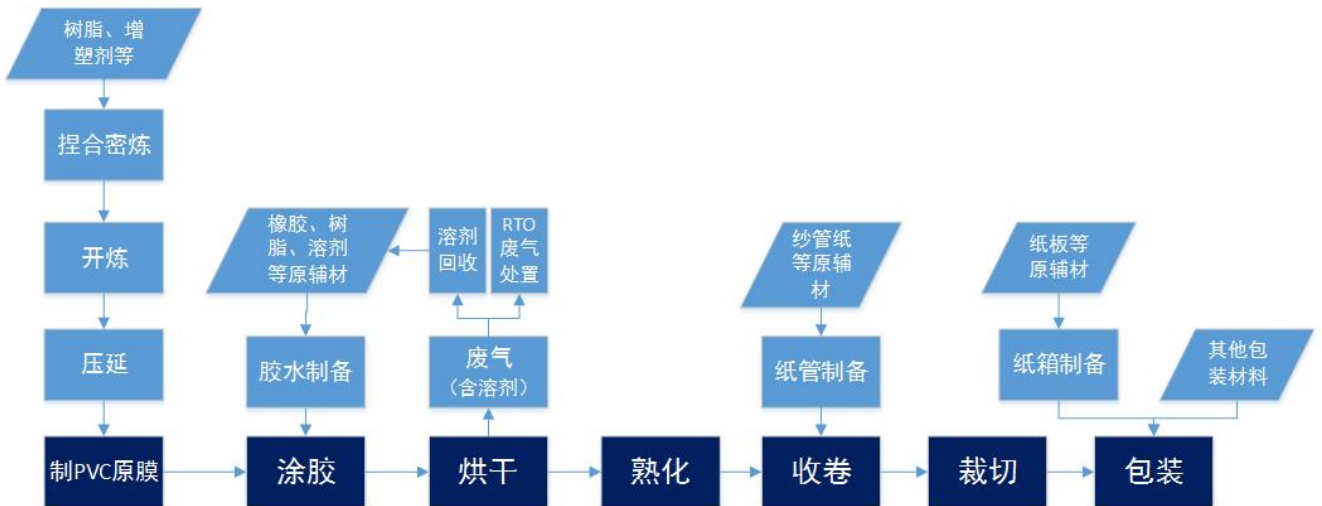 树脂、增
塑剂等
捏合密炼
开炼
压延
制PVC原膜
橡胶、树
脂、溶剂
等原辅材
胶水制备
涂胶
溶剂
回收
RTO
废气
处置
废气
（含溶剂）
烘干
熟化
纱管纸
等原辅
材
纸管制备
收卷
裁切
纸板等
原辅材
纸箱制备
其他包
装材料
包装